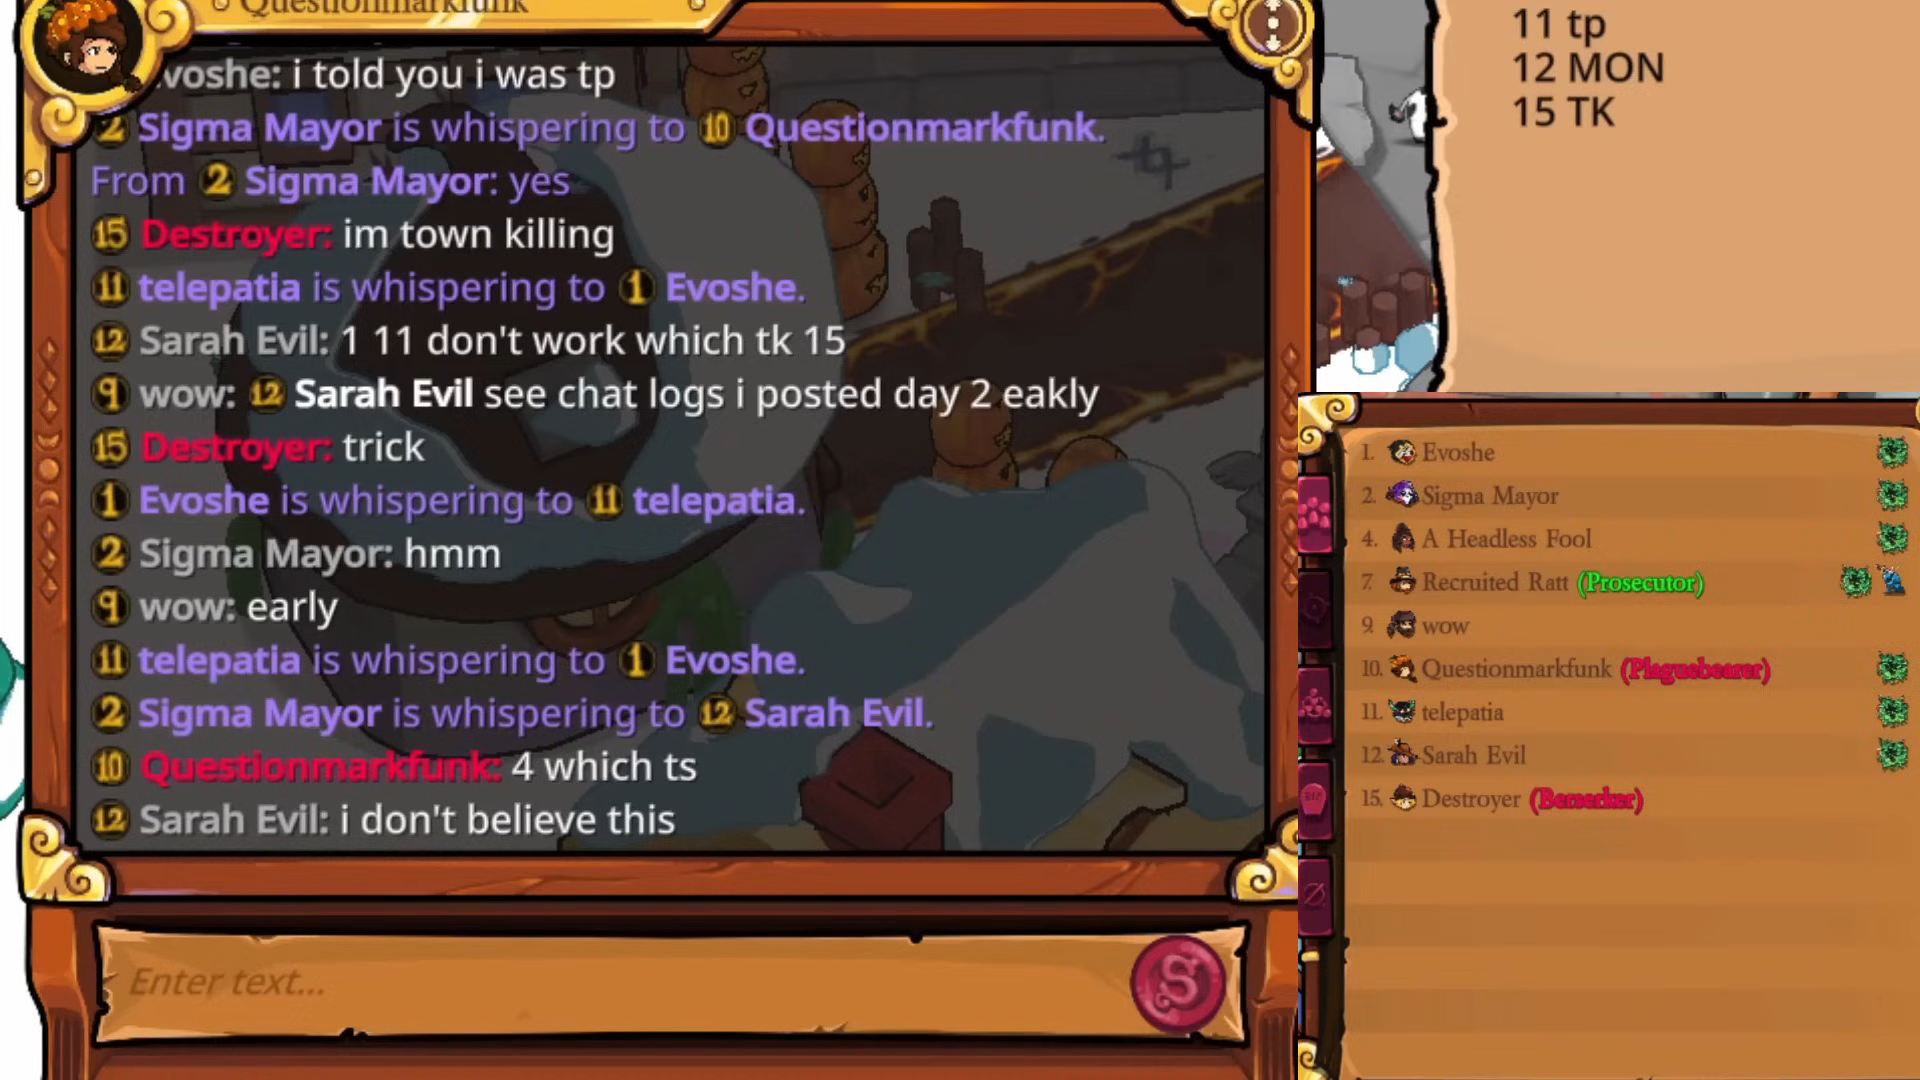 Questionmarkfunk
voshe: i told you i was tp
2 Sigma Mayor is whispering to 10 Questionmarkfunk.
From 2 Sigma Mayor: yes
15 Destroyer: im town killing
11 telepatia is whispering to 1 Evoshe.
12 Sarah Evil: 1 11 don't work which tk 15
9 wow: 12 Sarah Evil see chat logs i posted day 2 eakly
15 Destroyer: trick
1 Evoshe is whispering to 11 telepatia.
2 Sigma Mayor: hmm
9 wow: early
11 telepatia is whispering to 1 Evoshe.
2 Sigma Mayor is whispering to 12 Sarah Evil.
10 Questionmarkfunk: 4 which ts
12 Sarah Evil: i don't believe this
Enter text...
S
11 tp
12 MON
15 TK
1. Evoshe
2. Sigma Mayor
4. A Headless Fool
7. Recruited Ratt (Prosecutor)
9. wow
10. Questionmarkfunk (Plaguebearer)
11. telepatia
12. Sarah Evil
15. Destroyer (Berserker)